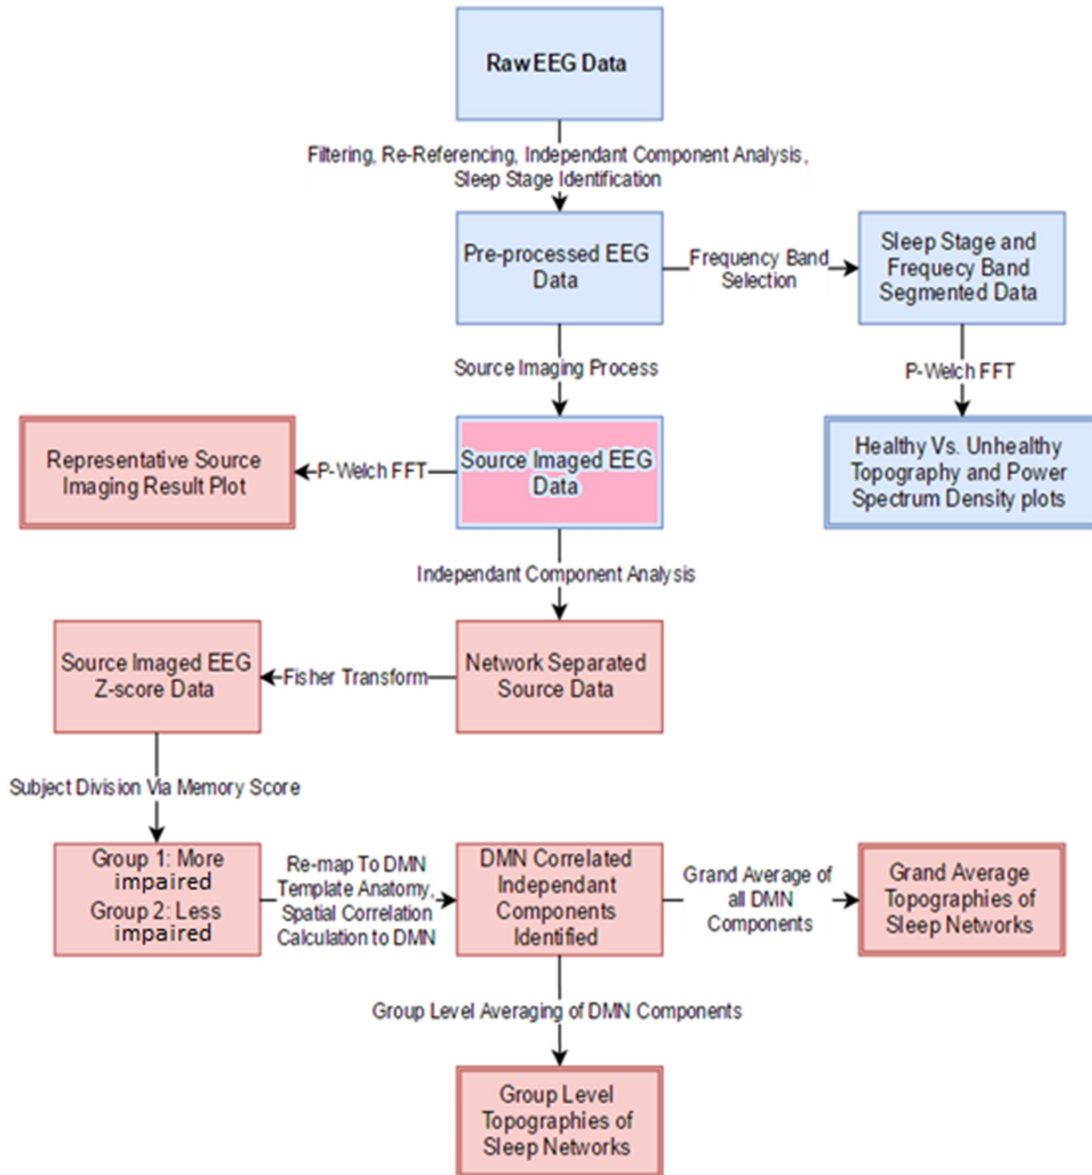 Raw EEG Data
Filtering, Re-Referencing, Independant Component Analysis,
Sleep Stage Identification
Pre-processed EEG
Data
Frequency Band
Selection
Sleep Stage and
Frequecy Band
Segmented Data
Source Imaging Process
P-Welch FFT
Representative Source
Imaging Result Plot
P-Welch FFT
Source Imaged EEG
Data
Healthy Vs. Unhealthy
Topography and Power
Spectrum Density plots
Independant Component Analysis
Source Imaged EEG
Z-score Data
Fisher Transform
Network Separated
Source Data
Subject Division Via Memory Score
Group 1: More
impaired
Group 2: Less
impaired
Re-map To DMN
Template Anatomy,
Spatial Correlation
Calculation to DMN
DMN Correlated
Independant
Components
Identified
Grand Average of
all DMN
Components
Grand Average
Topographies of
Sleep Networks
Group Level Averaging of DMN Components
Group Level
Topographies of
Sleep Networks